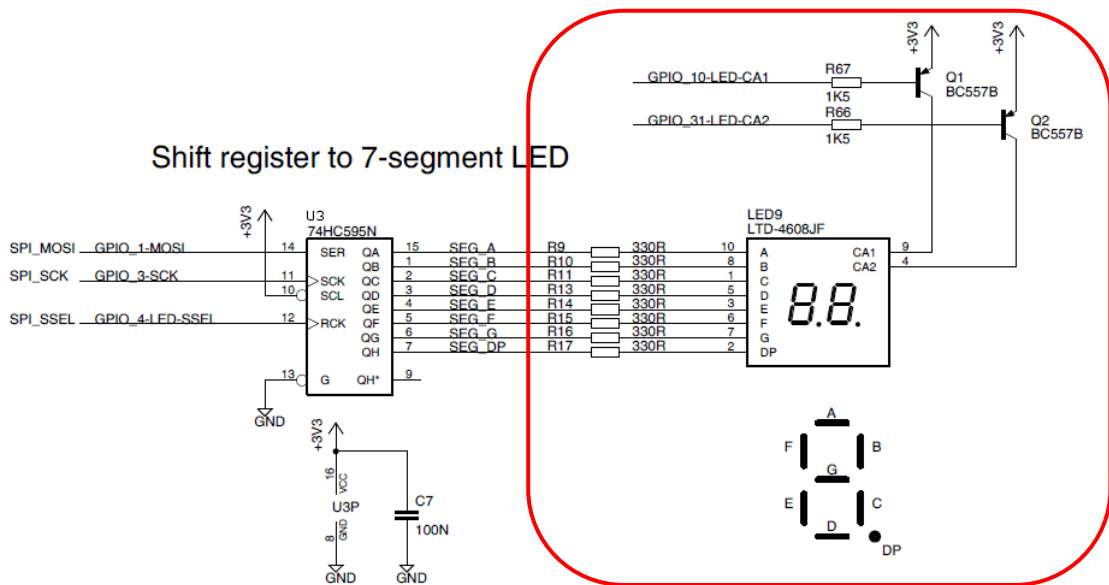 +3V3
+3V3
GPIO_10-LED-CA1
R67
1K5
Q1
BC557B
GPIO_31-LED-CA2
R66
1K5
Q2
BC557B
Shift register to 7-segment LED
+3V3
U3
74HC595N
LED9
LTD-4608JF
SPI_MOSI GPIO_1-MOSI 14 SER QA 15 SEG_A R9 330R 10 A CA1 9
QB 1 SEG_B R10 330R 8 B CA2 4
SPI_SCK GPIO_3-SCK 11 SCK QC 2 SEG_C R11 330R 1 C
10 SCL QD 3 SEG_D R13 330R 5 D
QE 4 SEG_E R14 330R 3 E
SPI_SSEL GPIO_4-LED-SSEL 12 RCK QF 5 SEG_F R15 330R 6 F
QG 6 SEG_G R16 330R 7 G
QH 7 SEG_DP R17 330R 2 DP
8.8.
13 G QH* 9
GND
+3V3
16 VCC
U3P
8 GND
GND
C7
100N
GND
A
F B
G
E C
D
DP